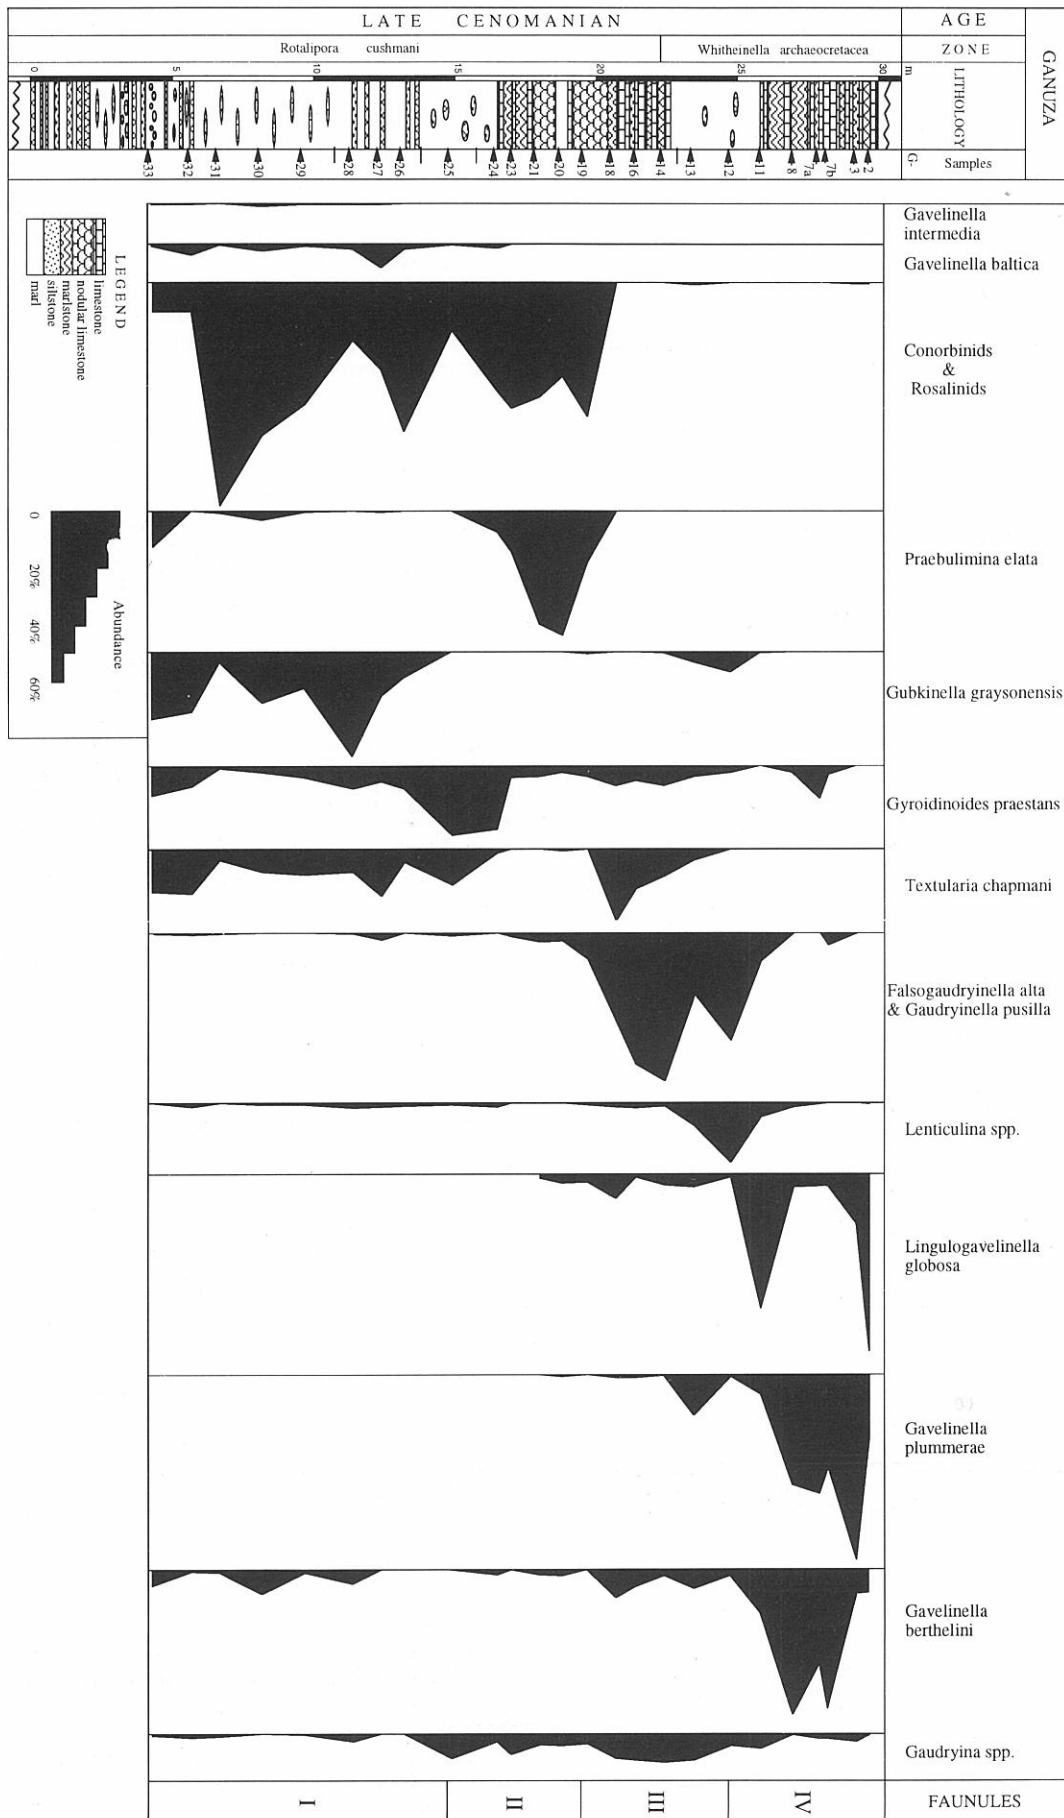 GANUZA
AGE
LATE CENOMANIAN
ZONE
Rotalipora cushmani
Whitheinella archaeocretacea
LITHOLOGY
m
0
5
10
15
20
25
30
Samples
G-
33
32
31
30
29
28
27
26
25
24
23
21
20
19
18
16
14
13
12
11
8
7a
7b
3
2
Gavelinella
intermedia
Gavelinella baltica
Conorbinids
&
Rosalinids
Praebulimina elata
Gubkinella graysonensis
Gyroidinoides praestans
Textularia chapmani
Falsogaudryinella alta
& Gaudryinella pusilla
Lenticulina spp.
Lingulogavelinella
globosa
Gavelinella
plummerae
Gavelinella
berthelini
Gaudryina spp.
FAUNULES
I
II
III
IV
LEGEND
limestone
nodular limestone
marlstone
siltstone
marl
Abundance
0
20%
40%
60%